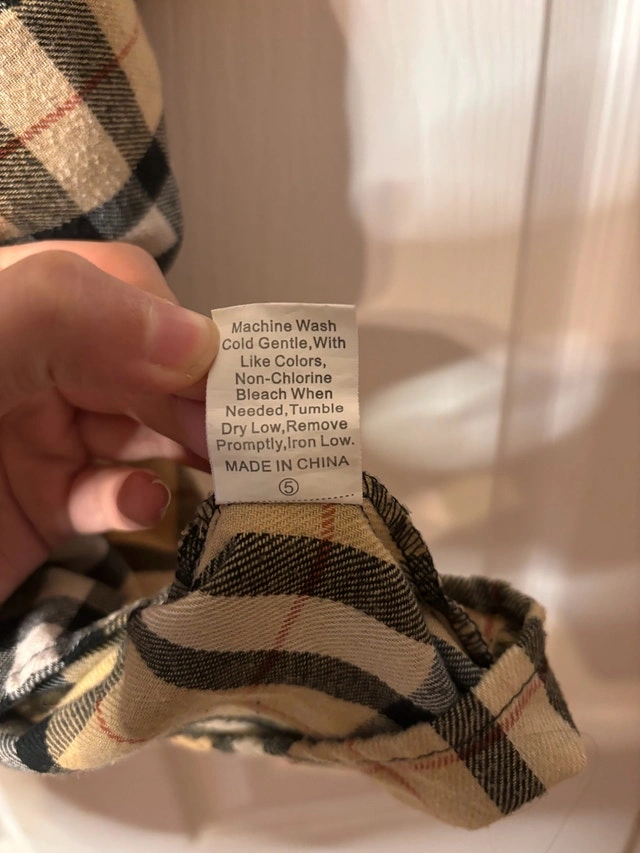 Machine Wash
Cold Gentle,With
Like Colors,
Non-Chlorine
Bleach When
Needed,Tumble
Dry Low,Remove
Promptly,Iron Low.
MADE IN CHINA
⑤